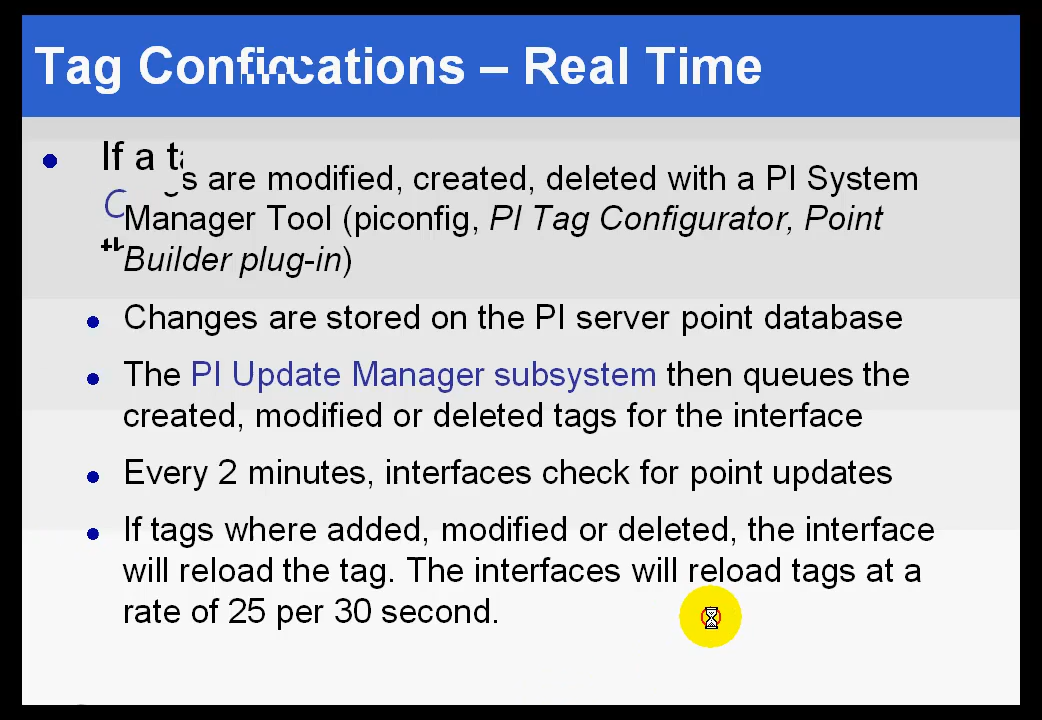 Tag Conficcations – Real Time
If a t
s are modified, created, deleted with a PI System
Manager Tool (piconfig, PI Tag Configurator, Point
Builder plug-in)
Changes are stored on the PI server point database
The PI Update Manager subsystem then queues the
created, modified or deleted tags for the interface
Every 2 minutes, interfaces check for point updates
If tags where added, modified or deleted, the interface
will reload the tag. The interfaces will reload tags at a
rate of 25 per 30 second.